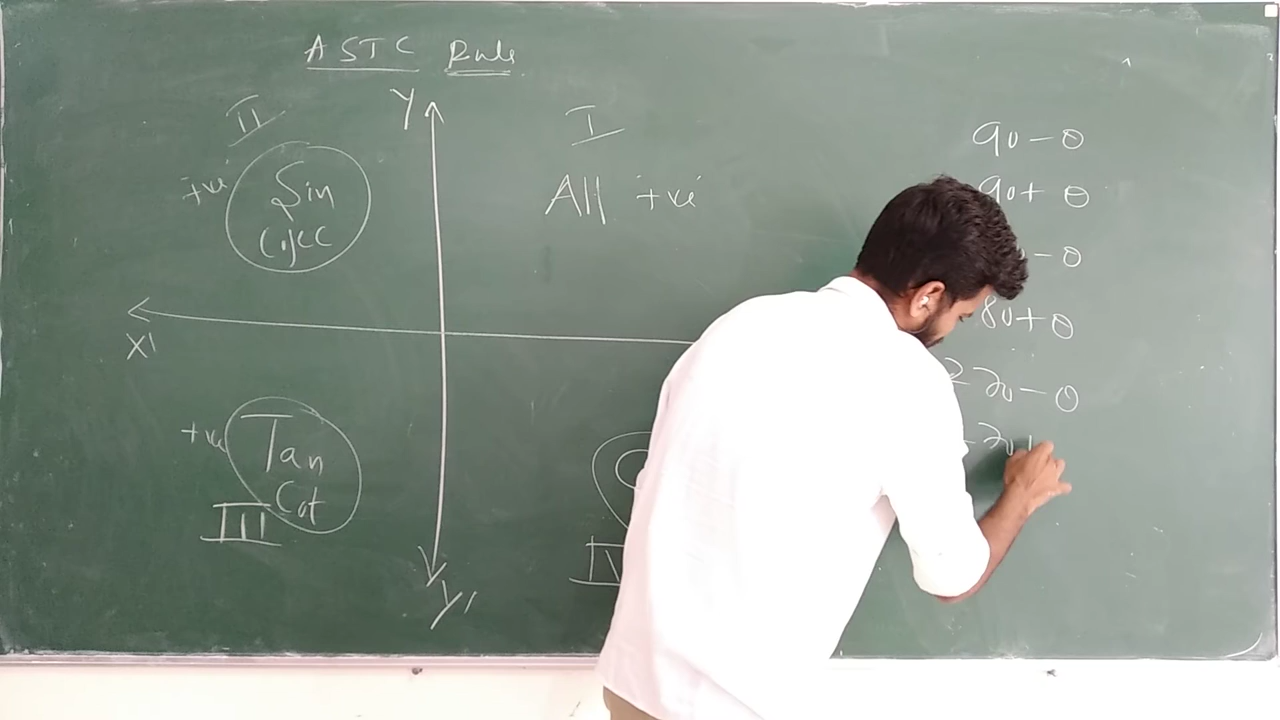 ASTC Rule
Y
II
I
+ve
Sin
Cosec
All +ve
X'
+ve
Tan
Cot
III
IV
Y'
90 - θ
90 + θ
- θ
80 + θ
270 - θ